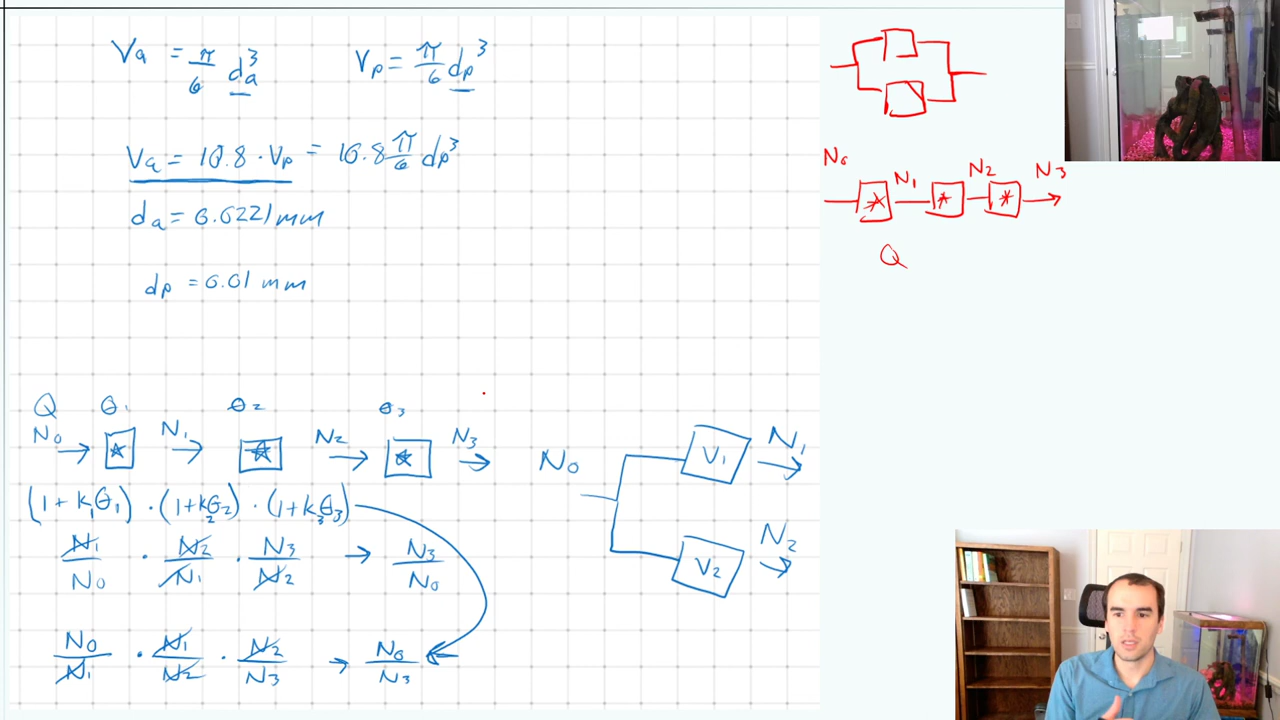 Va = π/6 da³
Vp = π/6 dp³
Va = 10.8 · Vp = 10.8 π/6 dp³
da = 0.0221 mm
dp = 0.01 mm
N0 N1 N2 N3
Q
Q θ1 θ2 θ3
N0 → N1 → N2 → N3 →
(1 + k1θ1) · (1 + k2θ2) · (1 + k3θ3)
N1/N0 · N2/N1 · N3/N2 → N3/N0
N0/N1 · N1/N2 · N2/N3 → N0/N3
N0 V1 N1
V2 N2